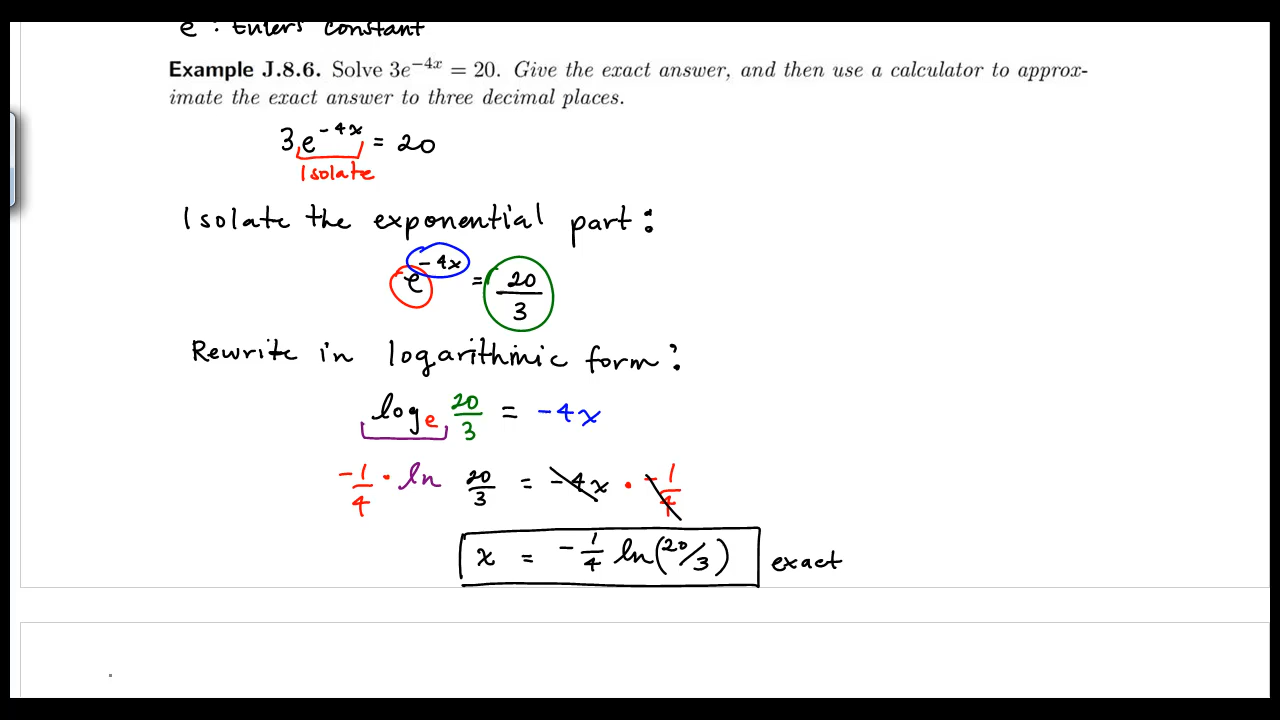 e : Eulers constant
Example J.8.6. Solve 3e^{-4x} = 20. Give the exact answer, and then use a calculator to approx-
imate the exact answer to three decimal places.
3e^{-4x} = 20
Isolate
Isolate the exponential part:
e^{-4x} = 20/3
Rewrite in logarithmic form:
log_e 20/3 = -4x
-1/4 · ln 20/3 = -4x · -1/4
x = -1/4 ln(20/3) exact